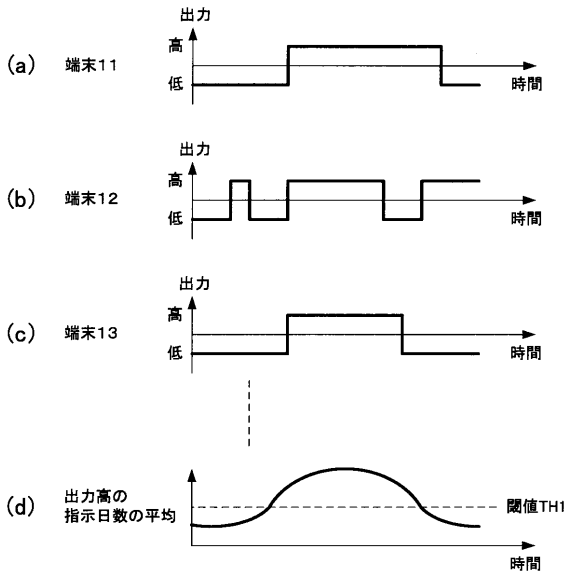 出力
(a) 端末11
高
低
時間
出力
(b) 端末12
高
低
時間
出力
(c) 端末13
高
低
時間
(d) 出力高の
指示日数の平均
閾値TH1
時間